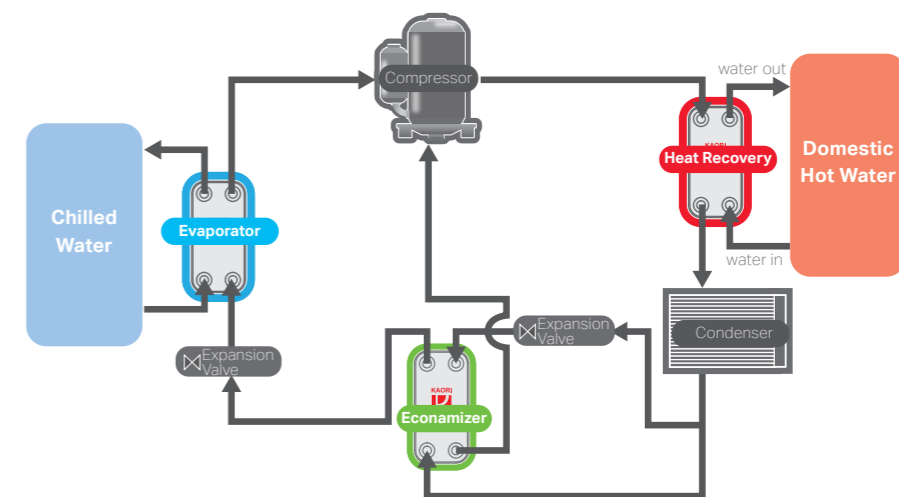 Compressor
water out
KAORI
Heat Recovery
Domestic
Hot Water
Chilled
Water
Evaporator
water in
Expansion
Valve
Condenser
Expansion
Valve
KAORI
Econamizer